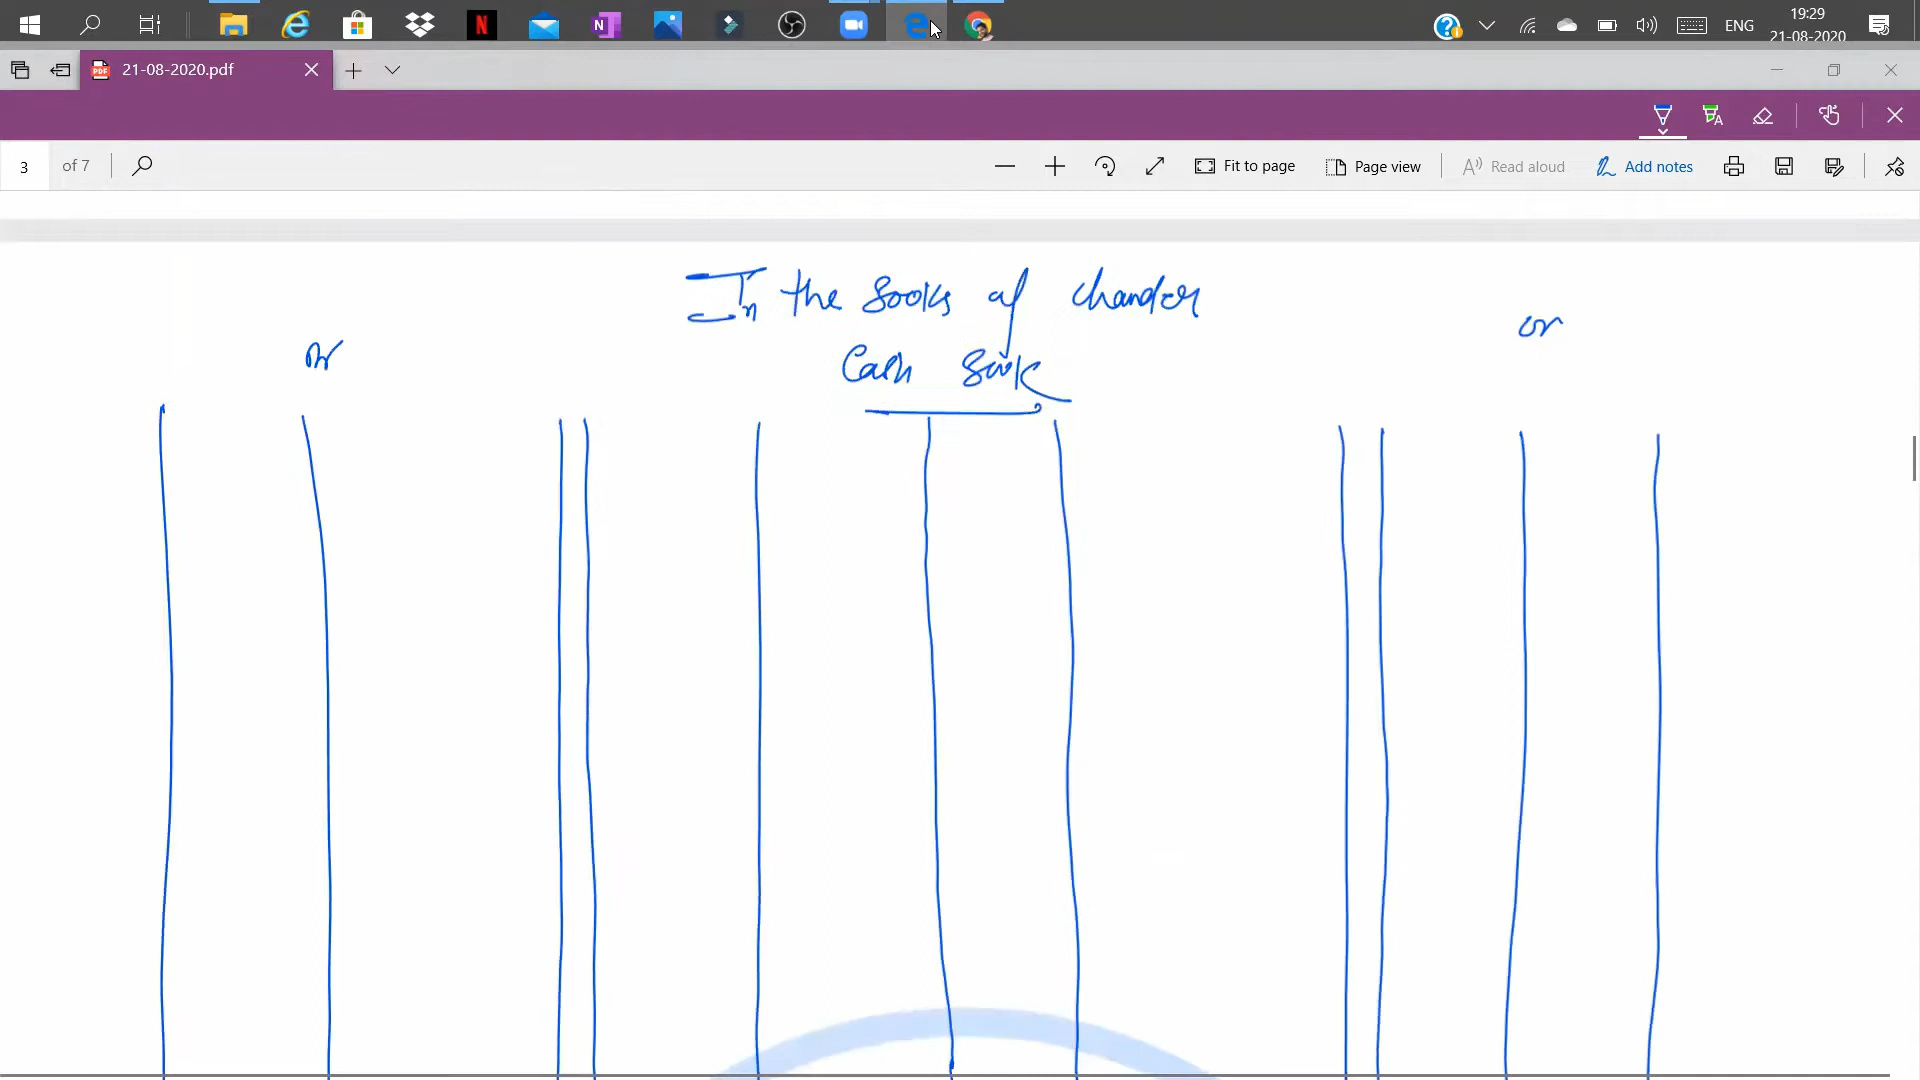 19:29
ENG
21-08-2020
21-08-2020.pdf
3 of 7
Fit to page
Page view
Read aloud
Add notes
In the Books of Chander
Cash Book
Dr
Cr